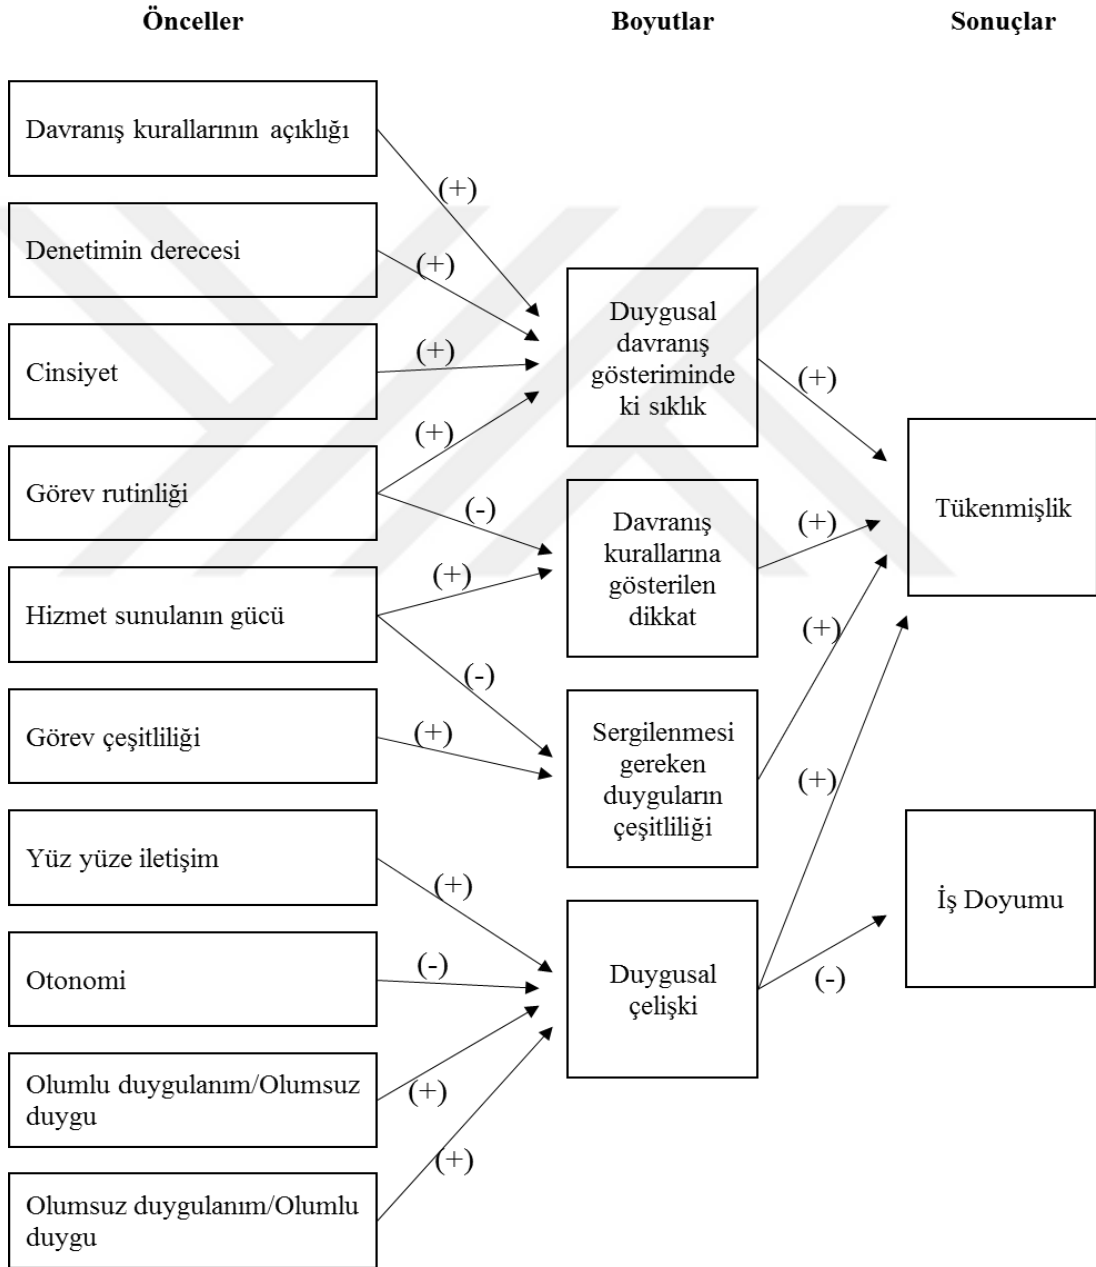 Önceller
Boyutlar
Sonuçlar
Davranış kurallarının açıklığı
Denetimin derecesi
Cinsiyet
Görev rutinliği
Hizmet sunulanın gücü
Görev çeşitliliği
Yüz yüze iletişim
Otonomi
Olumlu duygulanım/Olumsuz
duygu
Olumsuz duygulanım/Olumlu
duygu
(+)
(+)
(+)
(+)
(-)
(+)
(-)
(+)
(+)
(-)
(+)
(+)
Duygusal
davranış
gösteriminde
ki sıklık
Davranış
kurallarına
gösterilen
dikkat
Sergilenmesi
gereken
duyguların
çeşitliliği
Duygusal
çelişki
(+)
(+)
(+)
(+)
(-)
Tükenmişlik
İş Doyumu